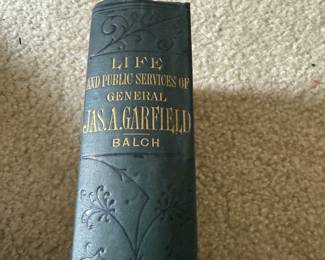 LIFE
AND PUBLIC SERVICES OF
GENERAL
JAS. A. GARFIELD
BALCH